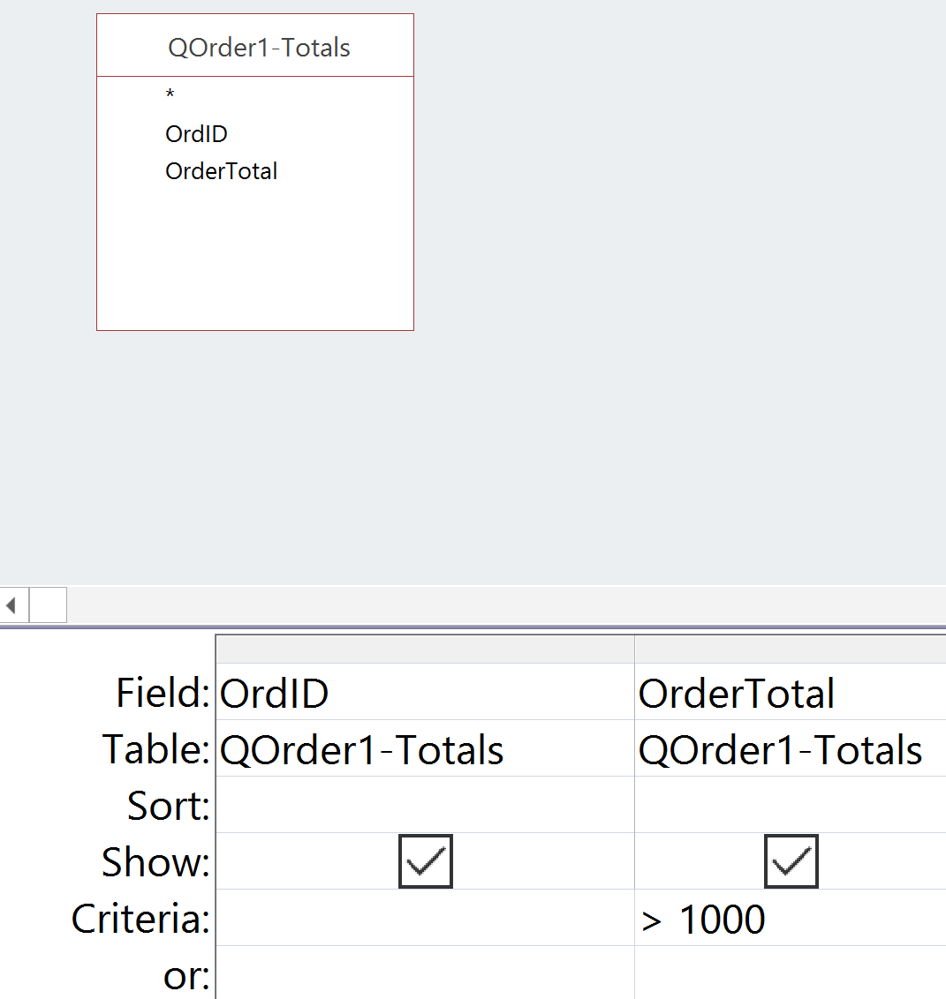 QOrder1-Totals
*
OrdID
OrderTotal
Field: OrdID OrderTotal
Table: QOrder1-Totals QOrder1-Totals
Sort:
Show:
Criteria: > 1000
or: